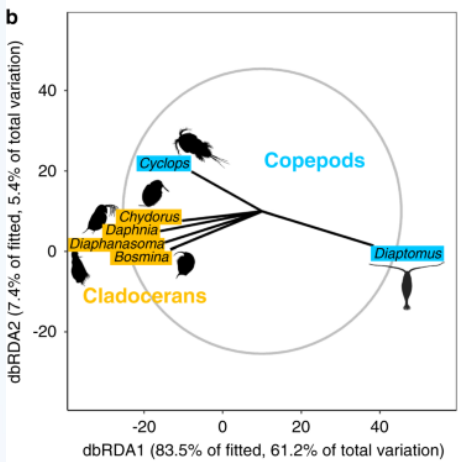 b
dbRDA2 (7.4% of fitted, 5.4% of total variation)
40
20
0
-20
Cyclops
Copepods
Chydorus
Daphnia
Diaphanasoma
Bosmina
Diaptomus
Cladocerans
-20
0
20
40
dbRDA1 (83.5% of fitted, 61.2% of total variation)